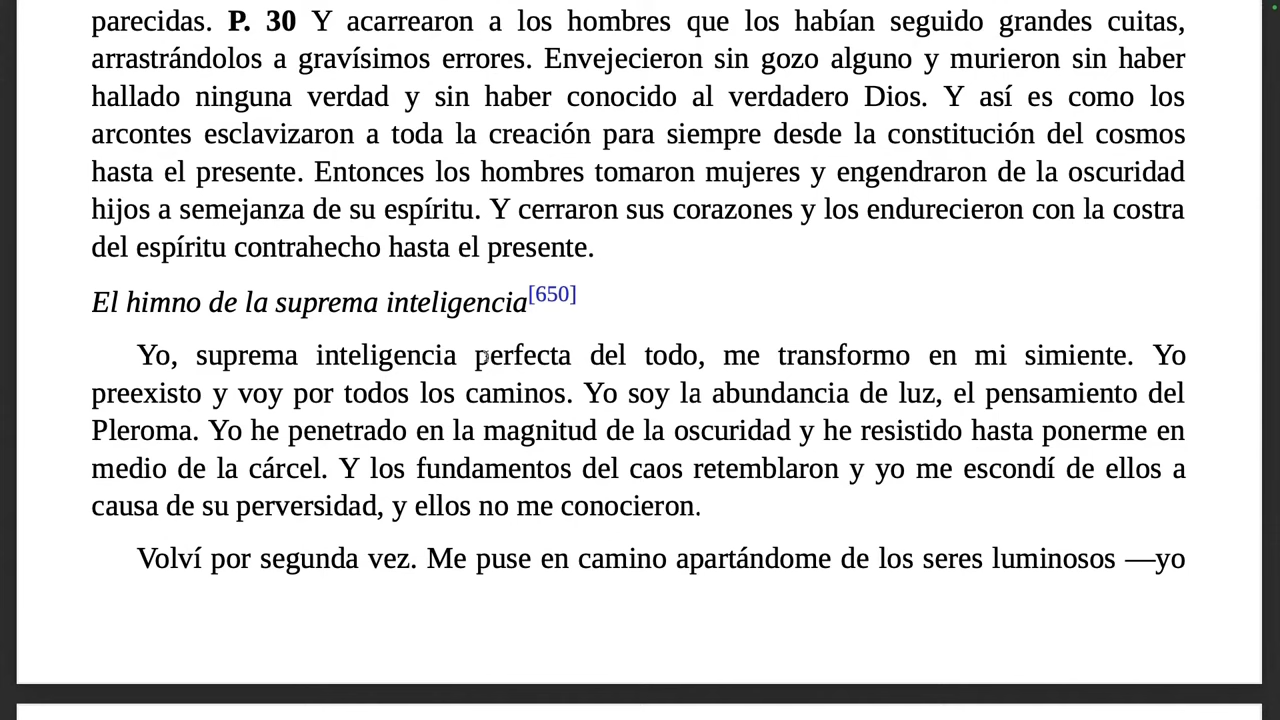 parecidas. P. 30 Y acarrearon a los hombres que los habían seguido grandes cuitas,
arrastrándolos a gravísimos errores. Envejecieron sin gozo alguno y murieron sin haber
hallado ninguna verdad y sin haber conocido al verdadero Dios. Y así es como los
arcontes esclavizaron a toda la creación para siempre desde la constitución del cosmos
hasta el presente. Entonces los hombres tomaron mujeres y engendraron de la oscuridad
hijos a semejanza de su espíritu. Y cerraron sus corazones y los endurecieron con la costra
del espíritu contrahecho hasta el presente.
El himno de la suprema inteligencia[650]
Yo, suprema inteligencia perfecta del todo, me transformo en mi simiente. Yo
preexisto y voy por todos los caminos. Yo soy la abundancia de luz, el pensamiento del
Pleroma. Yo he penetrado en la magnitud de la oscuridad y he resistido hasta ponerme en
medio de la cárcel. Y los fundamentos del caos retemblaron y yo me escondí de ellos a
causa de su perversidad, y ellos no me conocieron.
Volví por segunda vez. Me puse en camino apartándome de los seres luminosos —yo